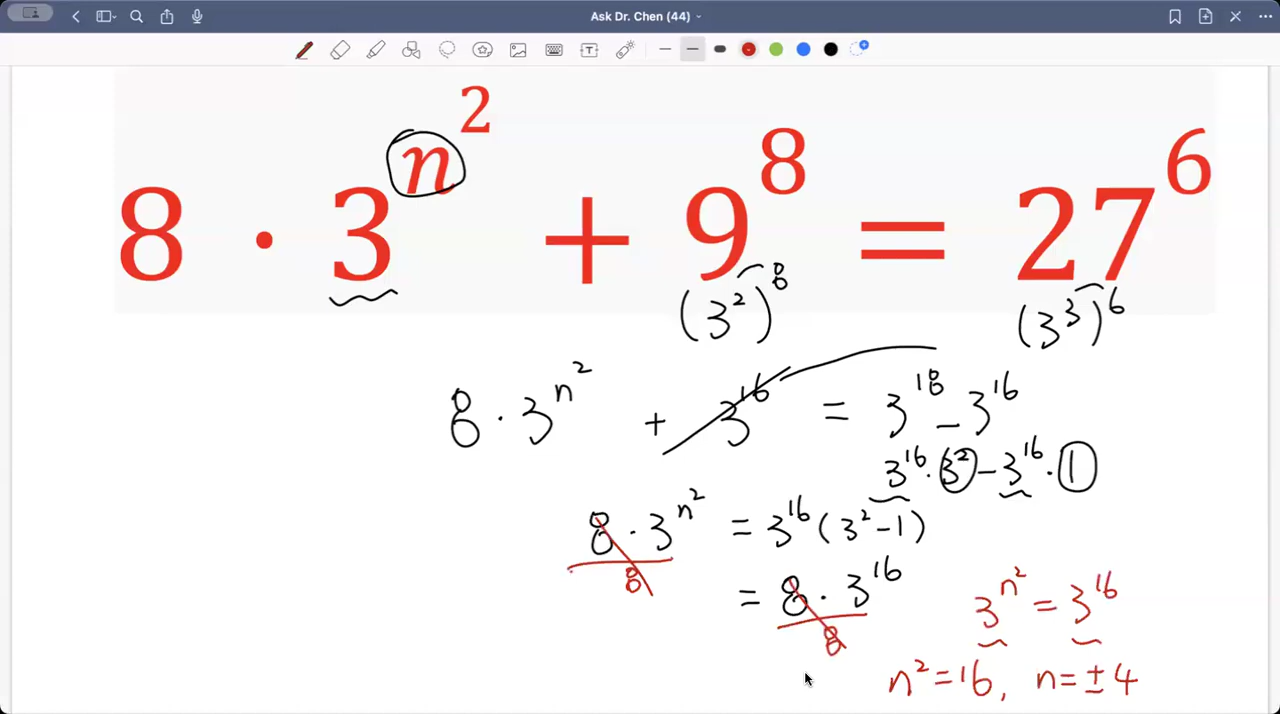 Ask Dr. Chen (44)
8 · 3^n^2 + 9^8 = 27^6
(3^2)^8 (3^3)^6
8 · 3^n^2 + 3^16 = 3^18 - 3^16
3^16 · 3^2 - 3^16 · 1
8 · 3^n^2 = 3^16 (3^2 - 1)
8
= 8 · 3^16
8
3^n^2 = 3^16
n^2 = 16, n = ± 4